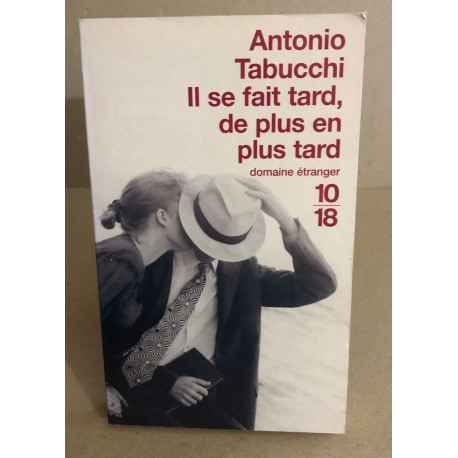 Antonio
Tabucchi
Il se fait tard,
de plus en
plus tard
domaine étranger
10
18